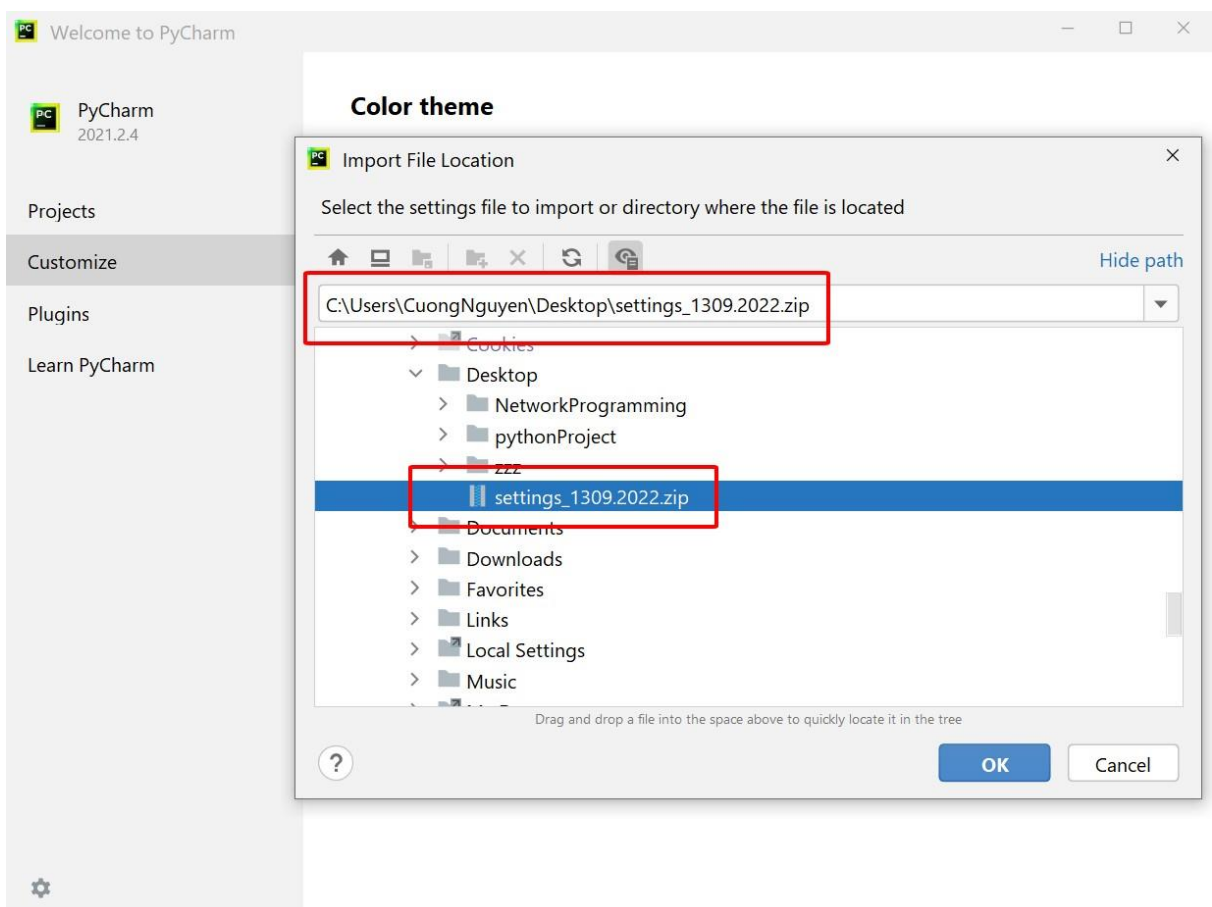 Welcome to PyCharm
PyCharm
2021.2.4
Projects
Customize
Plugins
Learn PyCharm
Color theme
Import File Location
Select the settings file to import or directory where the file is located
Hide path
C:\Users\CuongNguyen\Desktop\settings_1309.2022.zip
Cookies
Desktop
NetworkProgramming
pythonProject
zzz
settings_1309.2022.zip
Documents
Downloads
Favorites
Links
Local Settings
Music
Drag and drop a file into the space above to quickly locate it in the tree
?
OK
Cancel